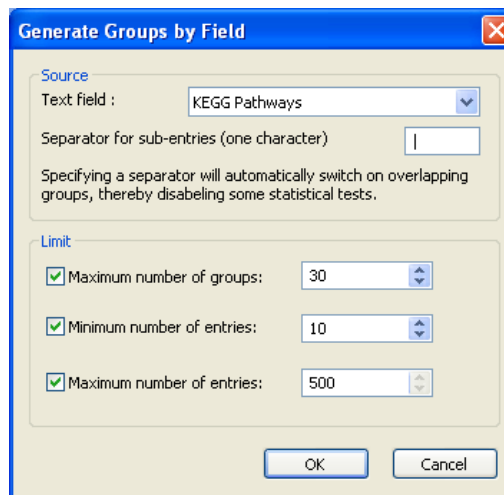 Generate Groups by Field
Source
Text field :
KEGG Pathways
Separator for sub-entries (one character)
|
Specifying a separator will automatically switch on overlapping
groups, thereby disabeling some statistical tests.
Limit
Maximum number of groups:
30
Minimum number of entries:
10
Maximum number of entries:
500
OK
Cancel